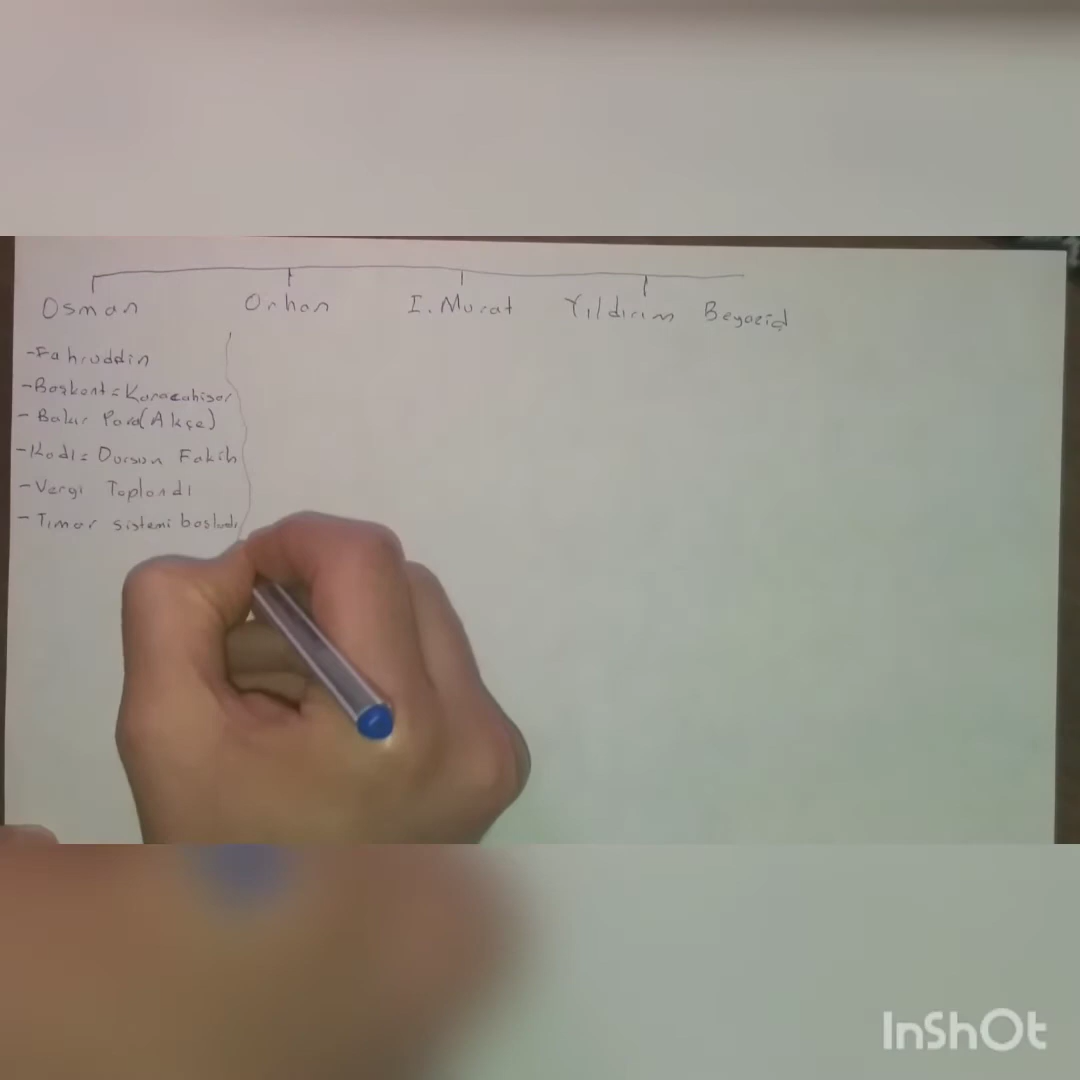 Osman Orhan I. Murat Yıldırım Beyazid
-Fahruddin
-Başkent = Karacahisar
- Bakır Para (Akçe)
-Kadı = Dursun Fakih
- Vergi Toplandı
- Tımar sistemi başladı
InShOt